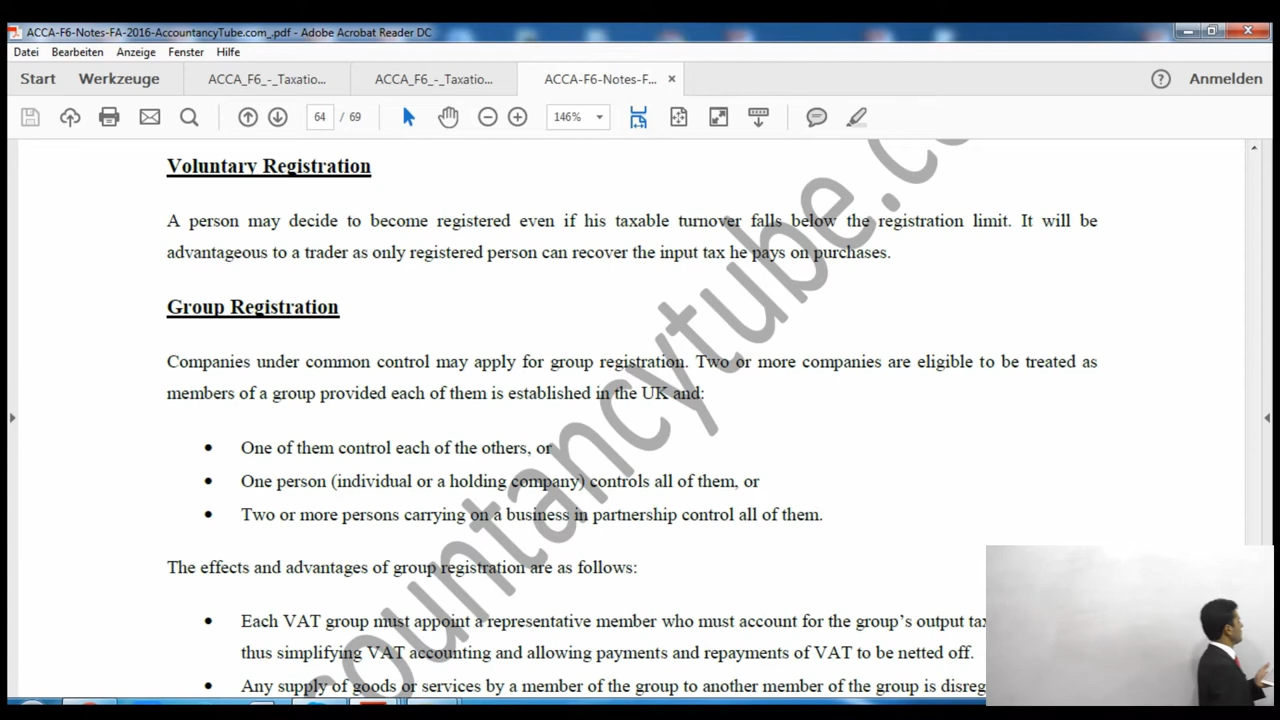 ACCA-F6-Notes-FA-2016-AccountancyTube.com_.pdf - Adobe Acrobat Reader DC
Datei Bearbeiten Anzeige Fenster Hilfe
Start Werkzeuge ACCA_F6_-_Taxatio... ACCA_F6_-_Taxatio... ACCA-F6-Notes-F... × ? Anmelden
64 / 69 146%
Voluntary Registration
A person may decide to become registered even if his taxable turnover falls below the registration limit. It will be
advantageous to a trader as only registered person can recover the input tax he pays on purchases.
Group Registration
Companies under common control may apply for group registration. Two or more companies are eligible to be treated as
members of a group provided each of them is established in the UK and:
• One of them control each of the others, or
• One person (individual or a holding company) controls all of them, or
• Two or more persons carrying on a business in partnership control all of them.
The effects and advantages of group registration are as follows:
• Each VAT group must appoint a representative member who must account for the group's output tax
thus simplifying VAT accounting and allowing payments and repayments of VAT to be netted off.
• Any supply of goods or services by a member of the group to another member of the group is disreg
ountancytube.co